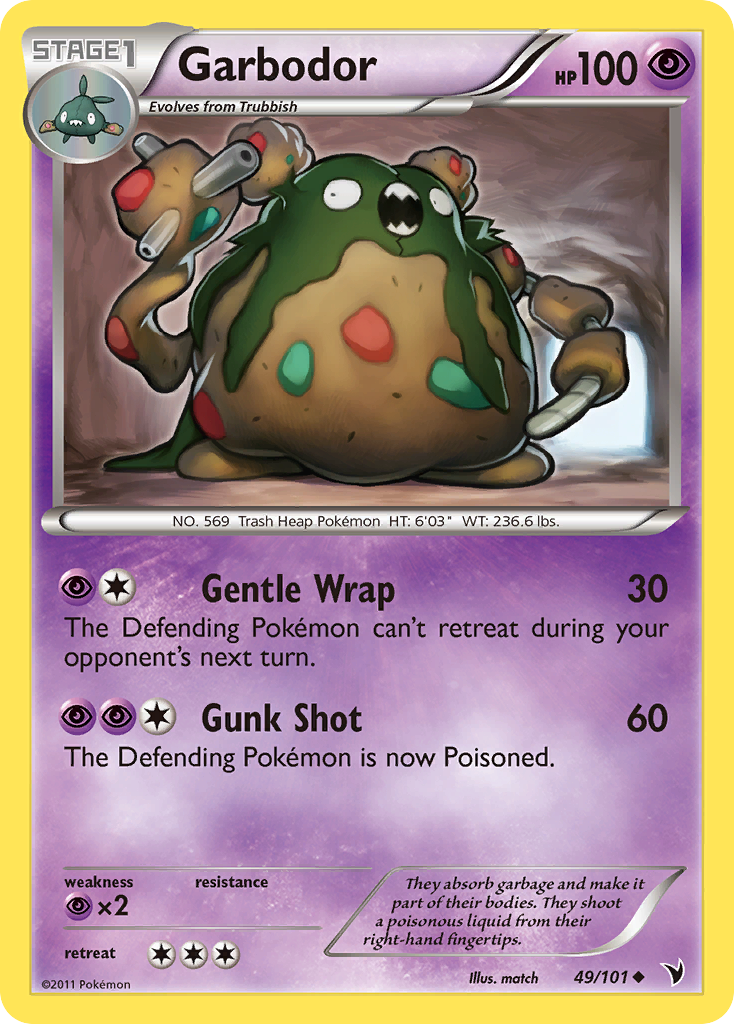 STAGE1
Garbodor
HP100
Evolves from Trubbish
NO. 569 Trash Heap Pokémon HT: 6'03" WT: 236.6 lbs.
Gentle Wrap 30
The Defending Pokémon can't retreat during your
opponent's next turn.
Gunk Shot 60
The Defending Pokémon is now Poisoned.
weakness resistance
×2
retreat
They absorb garbage and make it
part of their bodies. They shoot
a poisonous liquid from their
right-hand fingertips.
©2011 Pokémon
Illus. match 49/101